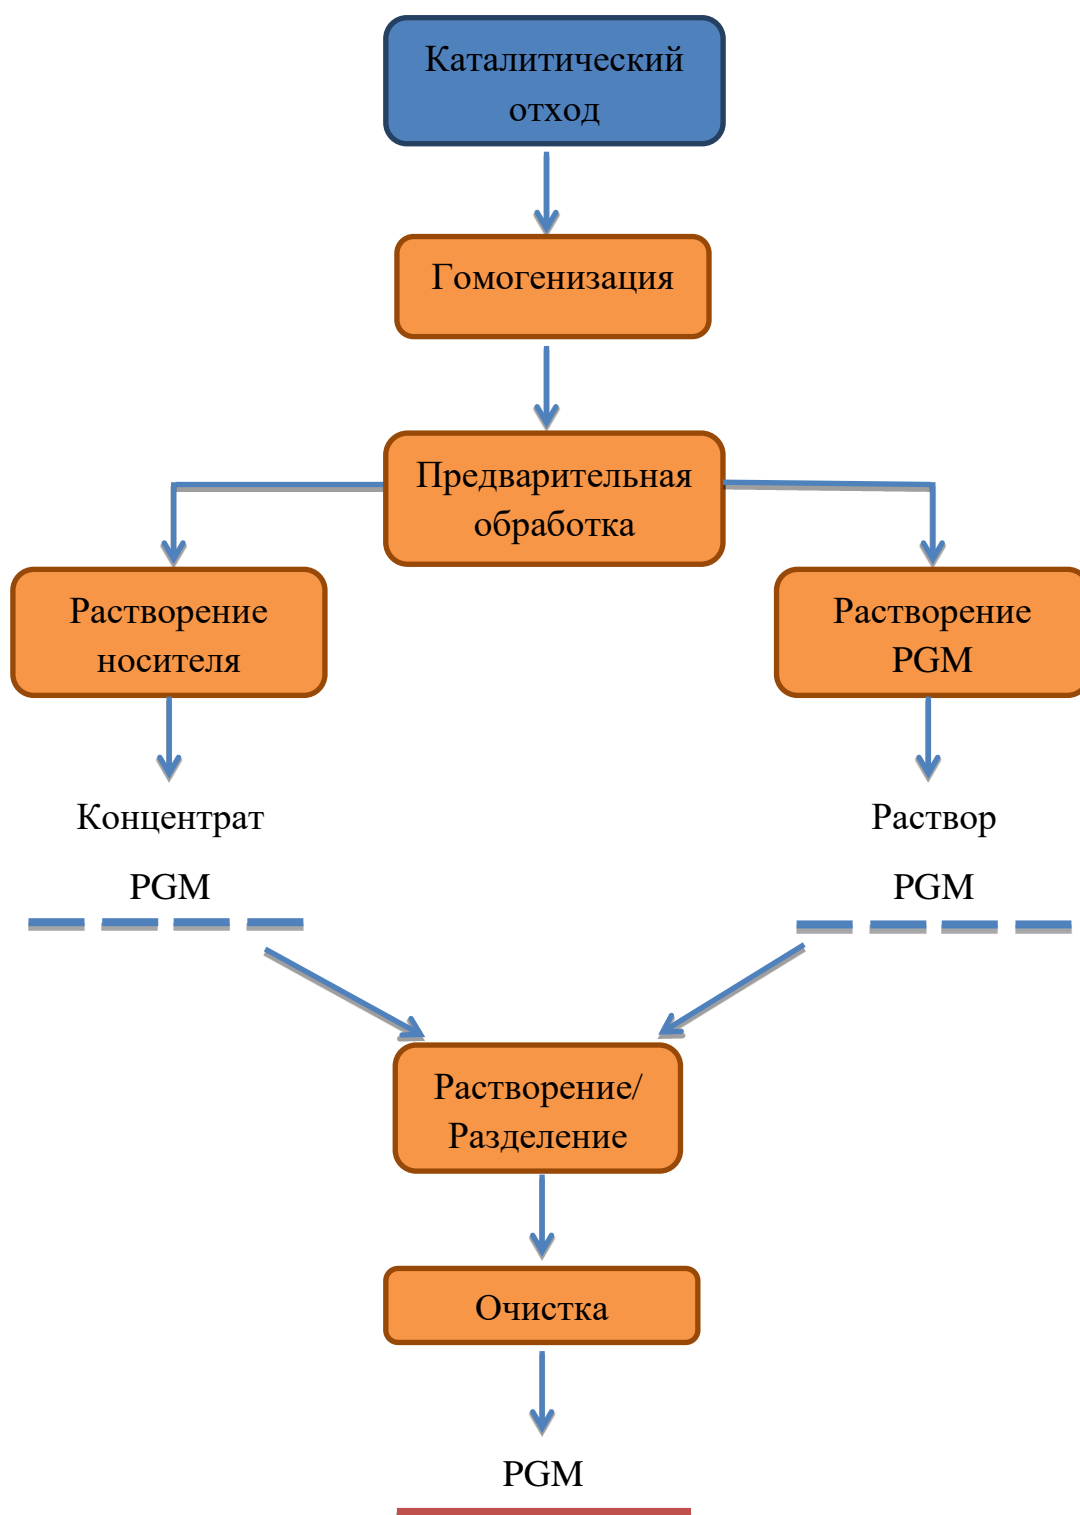 Каталитический
отход
Гомогенизация
Предварительная
обработка
Растворение
носителя
Растворение
PGM
Концентрат
PGM
Раствор
PGM
Растворение/
Разделение
Очистка
PGM